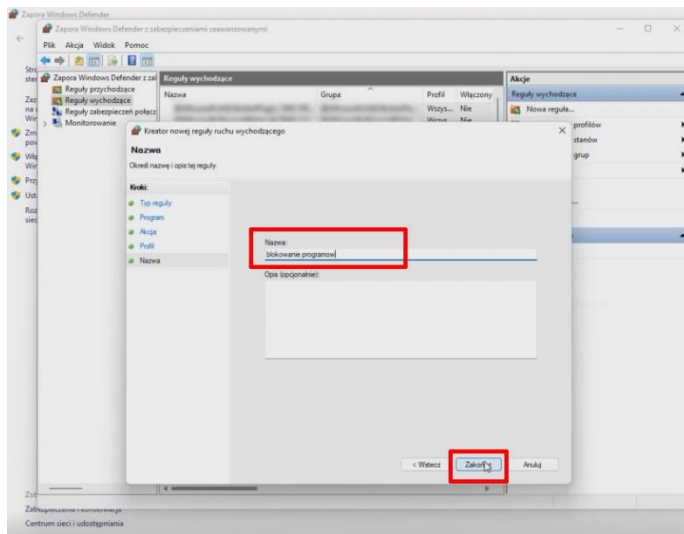 Zapora Windows Defender
Zapora Windows Defender z zabezpieczeniami zaawansowanymi
Plik Akcja Widok Pomoc
Zapora Windows Defender z zab
Reguły przychodzące
Reguły wychodzące
Reguły zabezpieczeń połącz
Monitorowanie
Reguły wychodzące
Nazwa Grupa Profil Włączony
Wszys... Nie
Wszys... Nie
Akcje
Reguły wychodzące
Nowa reguła...
profilów
stanów
grup
Kreator nowej reguły ruchu wychodzącego
Nazwa
Określ nazwę i opis tej reguły.
Kroki:
Typ reguły
Program
Akcja
Profil
Nazwa
Nazwa:
blokowanie programow
Opis (opcjonalnie):
< Wstecz Zakończ Anuluj
Centrum sieci i udostępniania